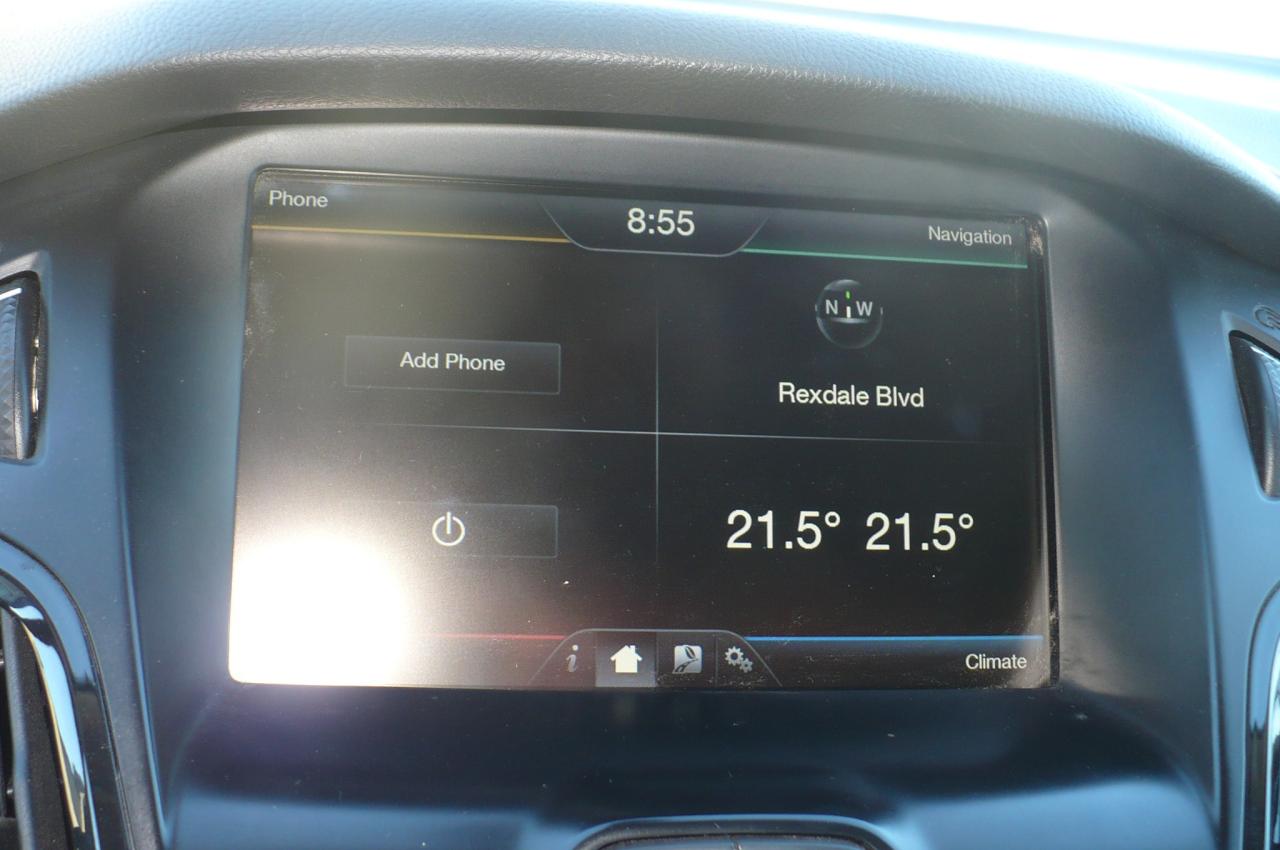 Phone
8:55
Navigation
N W
Add Phone
Rexdale Blvd
21.5° 21.5°
i
Climate